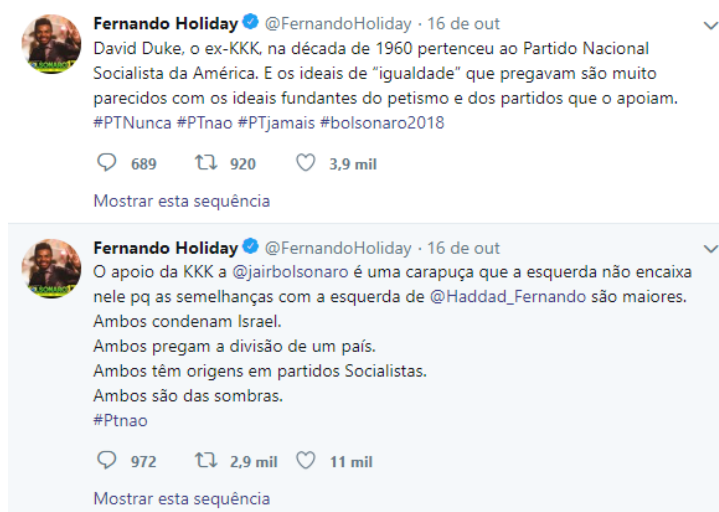 Fernando Holiday @FernandoHoliday · 16 de out
David Duke, o ex-KKK, na década de 1960 pertenceu ao Partido Nacional
Socialista da América. E os ideais de “igualdade” que pregavam são muito
parecidos com os ideais fundantes do petismo e dos partidos que o apoiam.
#PTNunca #PTnao #PTjamais #bolsonaro2018
689 920 3,9 mil
Mostrar esta sequência
Fernando Holiday @FernandoHoliday · 16 de out
O apoio da KKK a @jairbolsonaro é uma carapuça que a esquerda não encaixa
nele pq as semelhanças com a esquerda de @Haddad_Fernando são maiores.
Ambos condenam Israel.
Ambos pregam a divisão de um país.
Ambos têm origens em partidos Socialistas.
Ambos são das sombras.
#Ptnao
972 2,9 mil 11 mil
Mostrar esta sequência